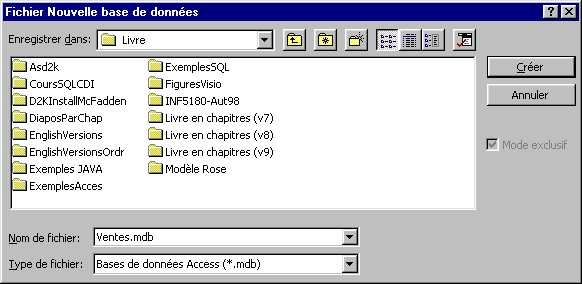 Fichier Nouvelle base de données
Enregistrer dans:
Livre
Asd2k
CoursSQLCDI
D2KInstallMcFadden
DiaposParChap
EnglishVersions
EnglishVersionsOrdr
Exemples JAVA
ExemplesAcces
ExemplesSQL
FiguresVisio
INF5180-Aut98
Livre en chapitres (v7)
Livre en chapitres (v8)
Livre en chapitres (v9)
Modèle Rose
Créer
Annuler
Mode exclusif
Nom de fichier:
Ventes.mdb
Type de fichier:
Bases de données Access (*.mdb)